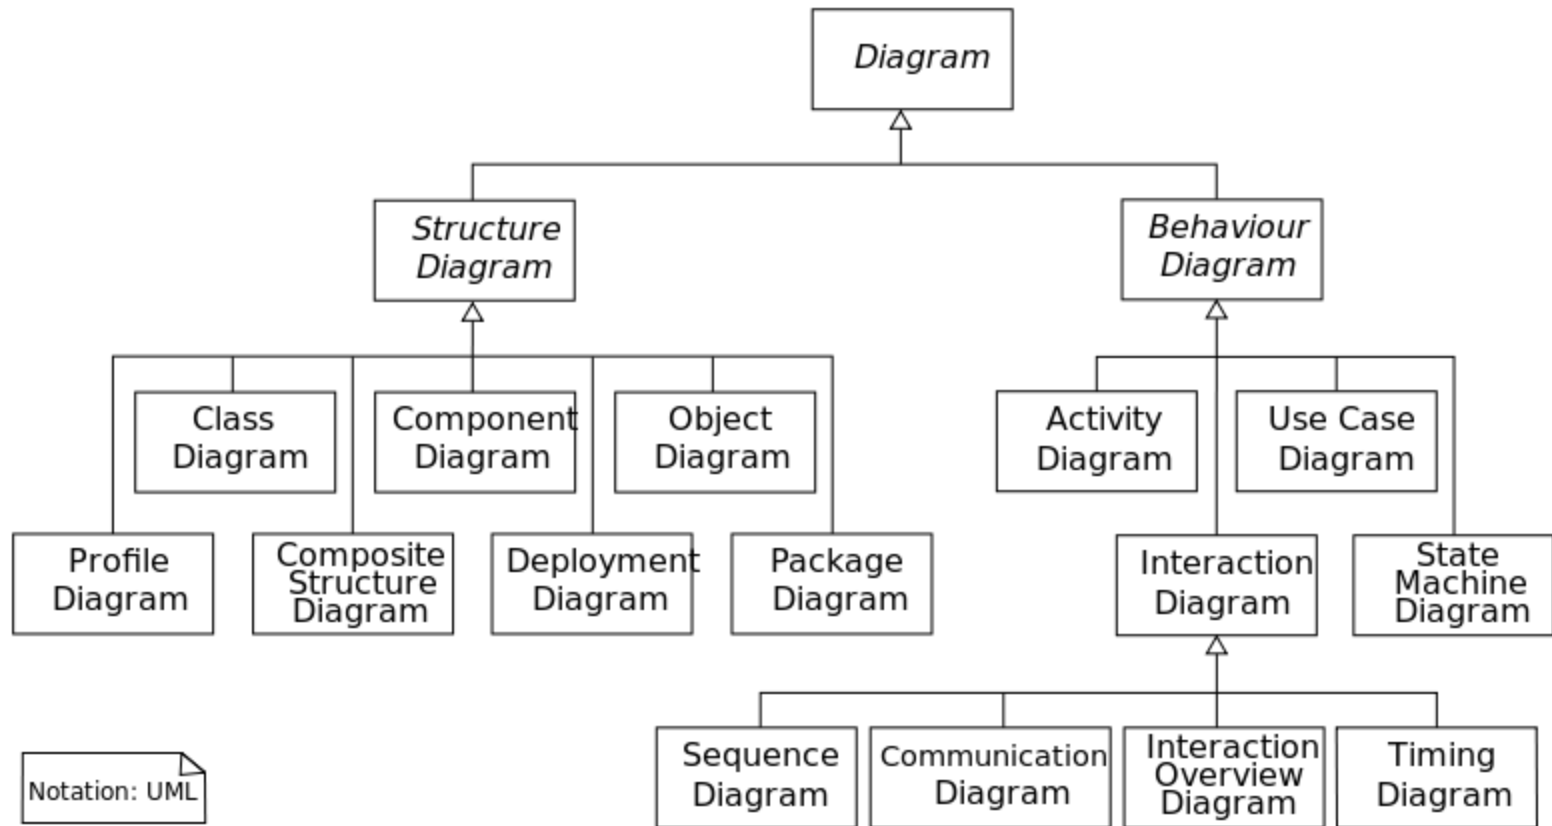 Diagram
Structure
Diagram
Behaviour
Diagram
Class
Diagram
Component
Diagram
Object
Diagram
Activity
Diagram
Use Case
Diagram
Profile
Diagram
Composite
Structure
Diagram
Deployment
Diagram
Package
Diagram
Interaction
Diagram
State
Machine
Diagram
Sequence
Diagram
Communication
Diagram
Interaction
Overview
Diagram
Timing
Diagram
Notation: UML